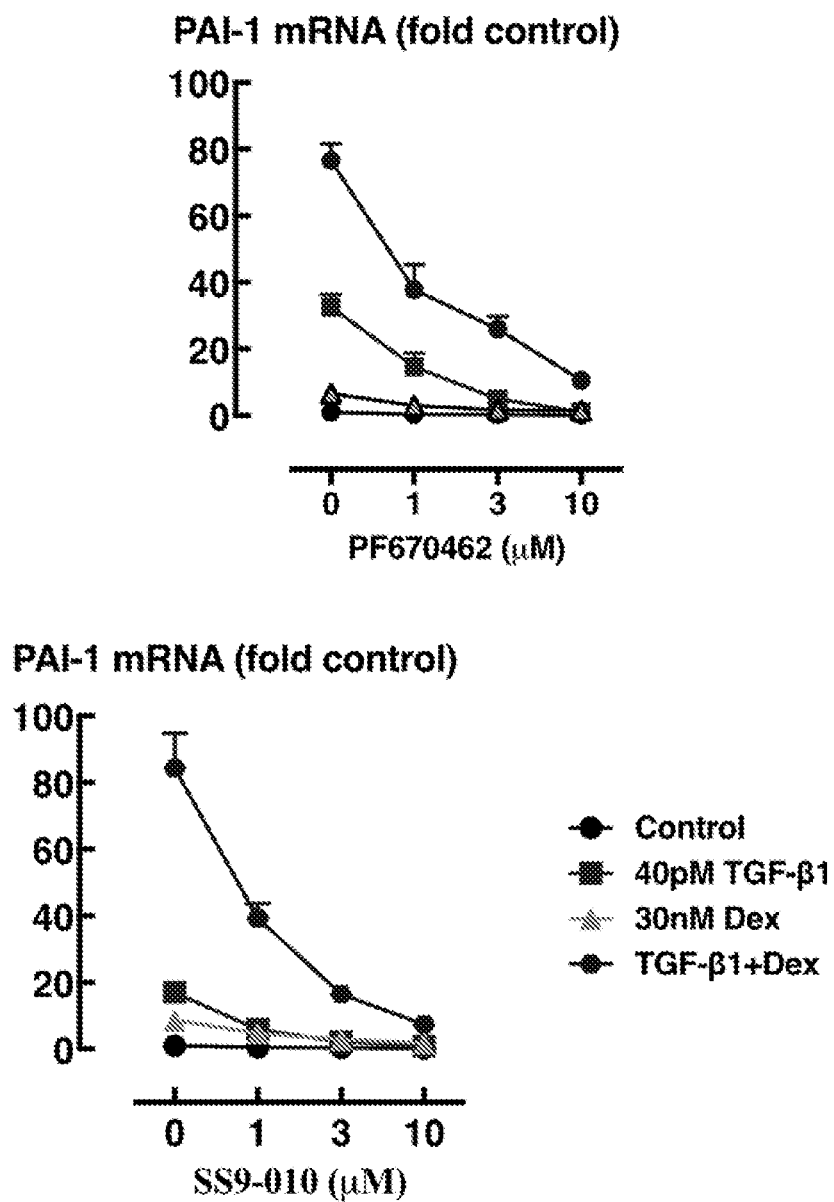 PAI-1 mRNA (fold control)
100
80
60
40
20
0
0 1 3 10
PF670462 (μM)
PAI-1 mRNA (fold control)
100
80
60
40
20
0
Control
40pM TGF-β1
30nM Dex
TGF-β1+Dex
0 1 3 10
SS9-010 (μM)